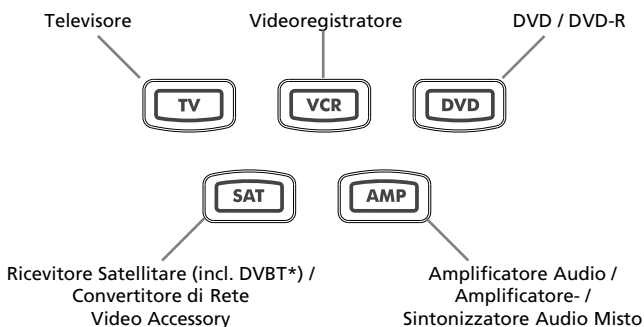 Televisore Videoregistratore DVD / DVD-R
TV VCR DVD
SAT AMP
Ricevitore Satellitare (incl. DVBT*) /
Convertitore di Rete
Video Accessory
Amplificatore Audio /
Amplificatore- /
Sintonizzatore Audio Misto